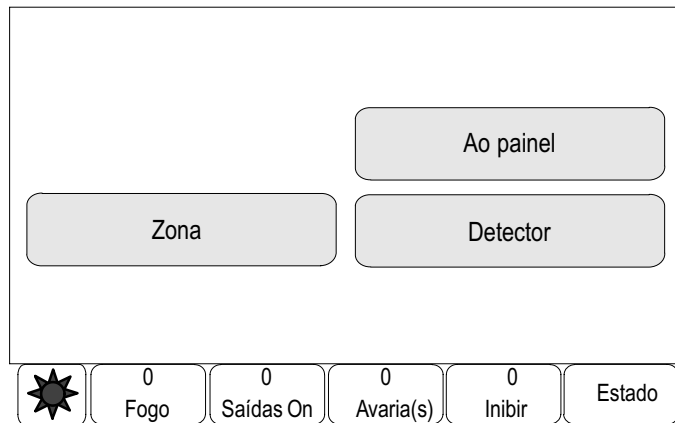 Ao painel
Zona
Detector
0
Fogo
0
Saídas On
0
Avaria(s)
0
Inibir
Estado